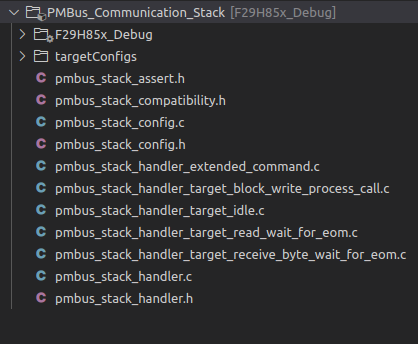 PMBus_Communication_Stack [F29H85x_Debug]
F29H85x_Debug
targetConfigs
C pmbus_stack_assert.h
C pmbus_stack_compatibility.h
C pmbus_stack_config.c
C pmbus_stack_config.h
C pmbus_stack_handler_extended_command.c
C pmbus_stack_handler_target_block_write_process_call.c
C pmbus_stack_handler_target_idle.c
C pmbus_stack_handler_target_read_wait_for_eom.c
C pmbus_stack_handler_target_receive_byte_wait_for_eom.c
C pmbus_stack_handler.c
C pmbus_stack_handler.h